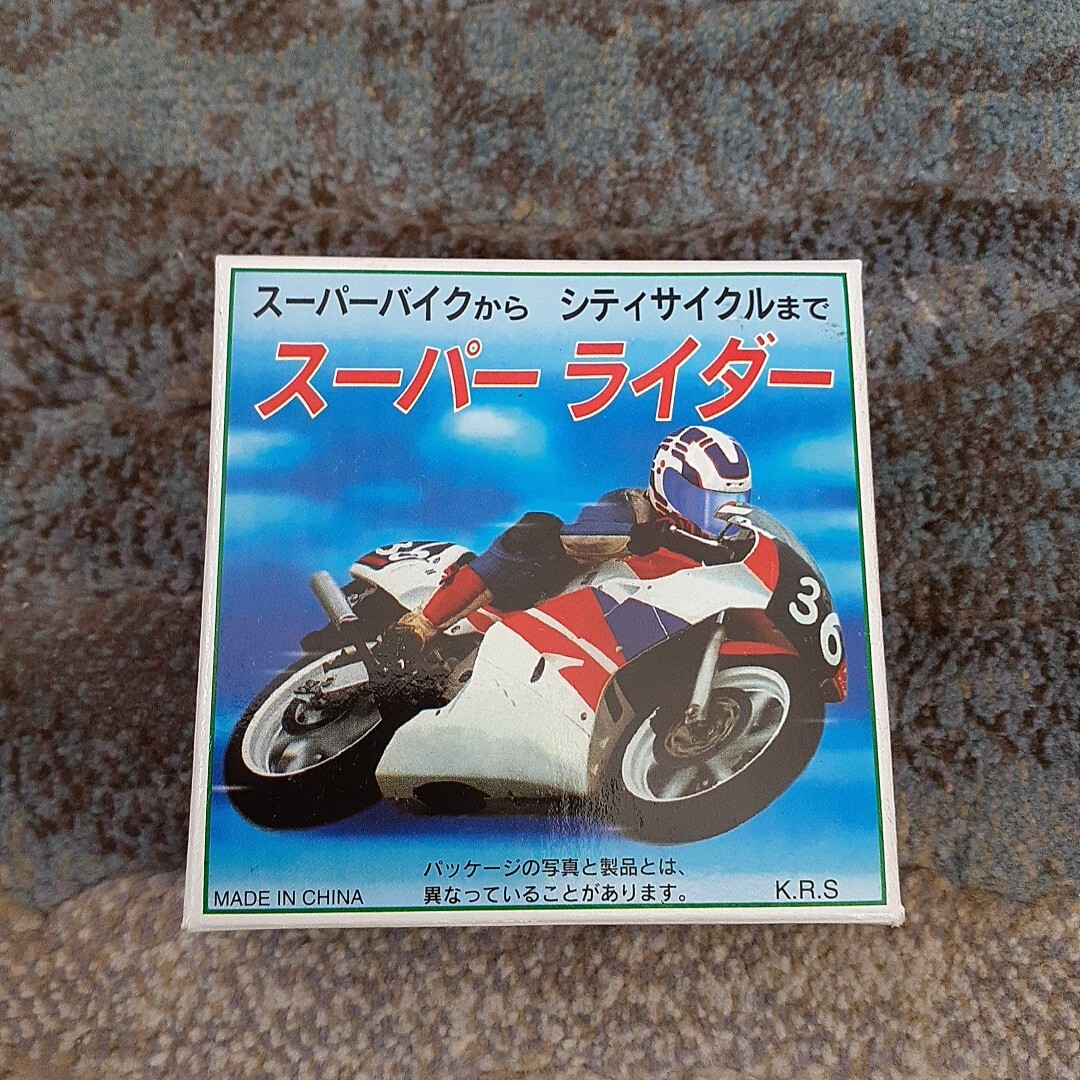 スーパーバイクから シティサイクルまで
スーパー ライダー
36
パッケージの写真と製品とは、
異なっていることがあります。
MADE IN CHINA
K.R.S